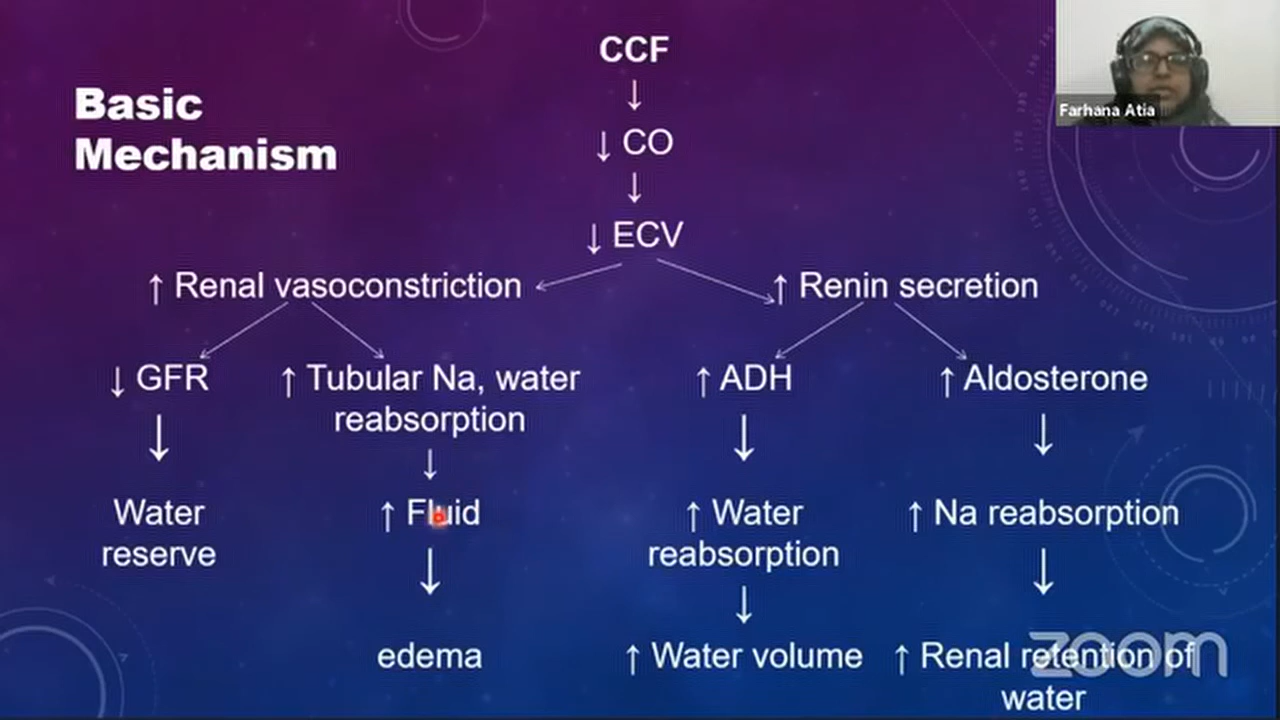 CCF
↓
Basic
Mechanism
↓ CO
↓
↓ ECV
↑ Renal vasoconstriction
↑ Renin secretion
↓ GFR
↑ Tubular Na, water
reabsorption
↑ ADH
↑ Aldosterone
↓
↓
↓
↓
Water
reserve
↑ Fluid
↑ Water
reabsorption
↑ Na reabsorption
↓
↓
↓
edema
↑ Water volume
↑ Renal retention of
water
Farhana Atia
zoom